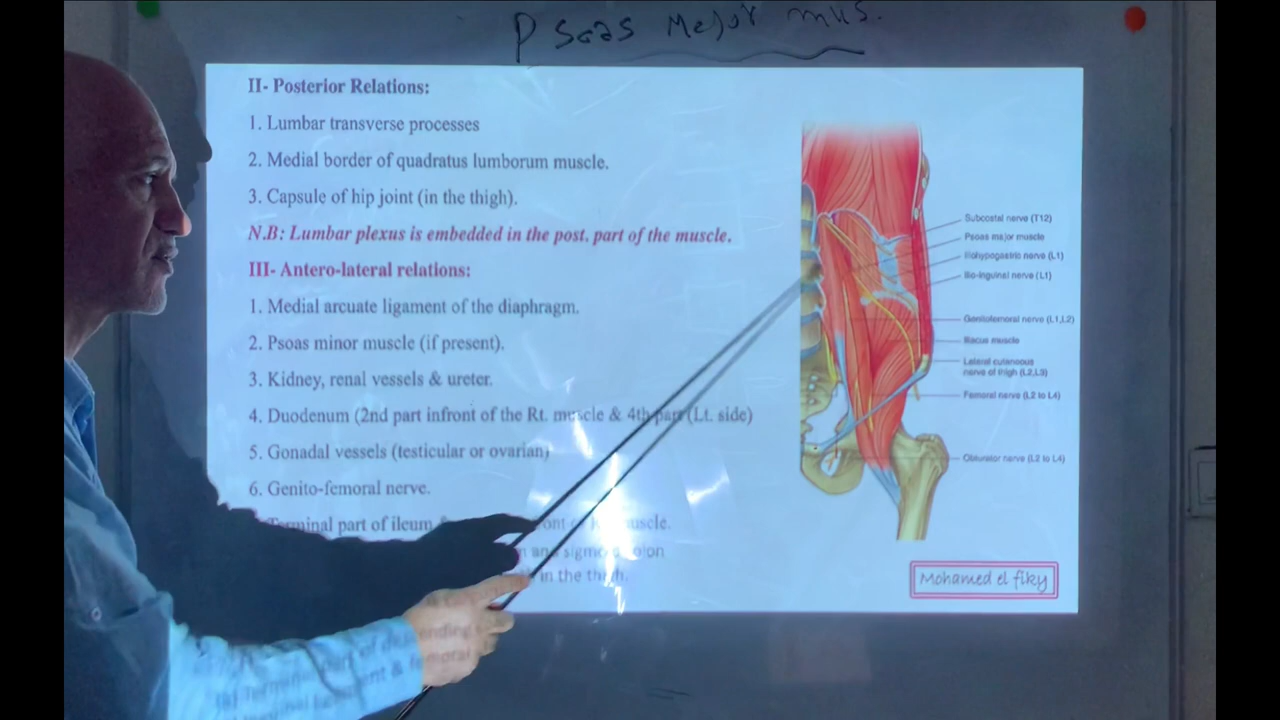 Psoas Major mus.
II- Posterior Relations:
1. Lumbar transverse processes
2. Medial border of quadratus lumborum muscle.
3. Capsule of hip joint (in the thigh).
N.B: Lumbar plexus is embedded in the post. part of the muscle.
III- Antero-lateral relations:
1. Medial arcuate ligament of the diaphragm.
2. Psoas minor muscle (if present).
3. Kidney, renal vessels & ureter.
4. Duodenum (2nd part infront of the Rt. muscle & 4th part (Lt. side)
5. Gonadal vessels (testicular or ovarian)
6. Genito-femoral nerve.
Terminal part of ileum
muscle.
and sigmoid colon
in the thigh.
Subcostal nerve (T12)
Psoas major muscle
Iliohypogastric nerve (L1)
Ilio-inguinal nerve (L1)
Genitofemoral nerve (L1,L2)
Iliacus muscle
Lateral cutaneous
nerve of thigh (L2,L3)
Femoral nerve (L2 to L4)
Obturator nerve (L2 to L4)
Mohamed el fiky